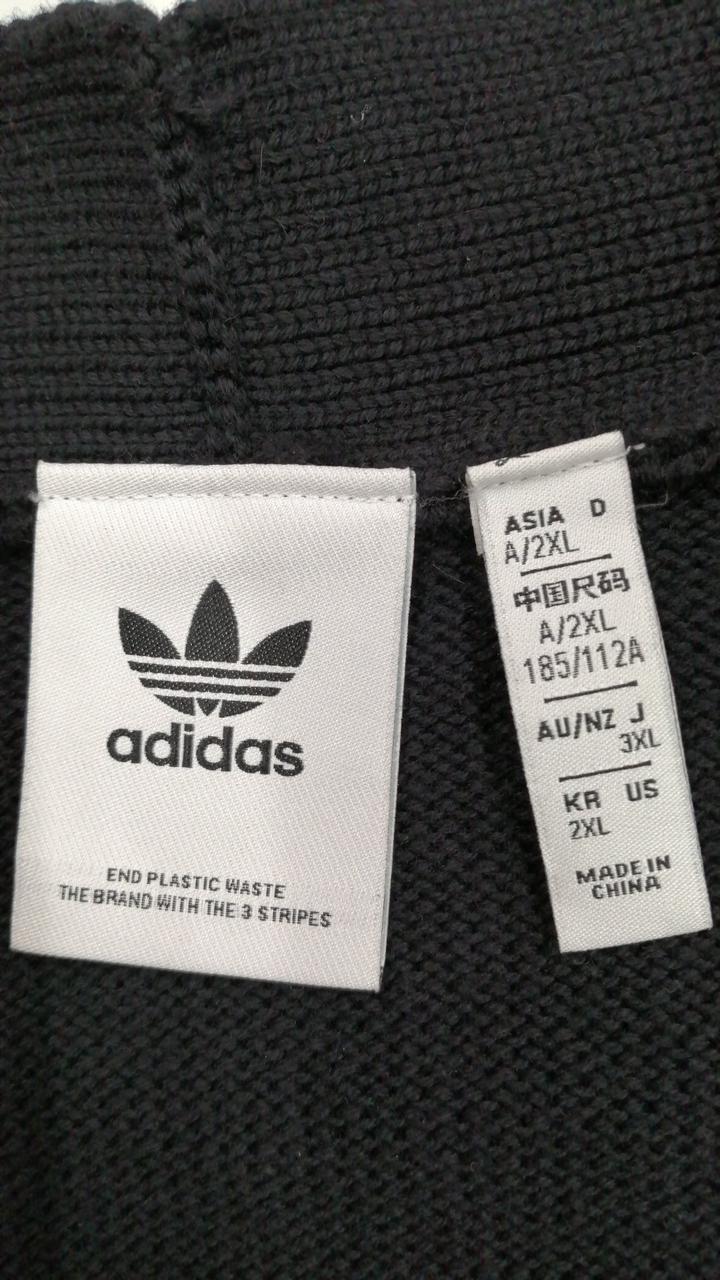 adidas
END PLASTIC WASTE
THE BRAND WITH THE 3 STRIPES
ASIA D
A/2XL
中国尺码
A/2XL
185/112A
AU/NZ J
3XL
KR US
2XL
MADE IN
CHINA